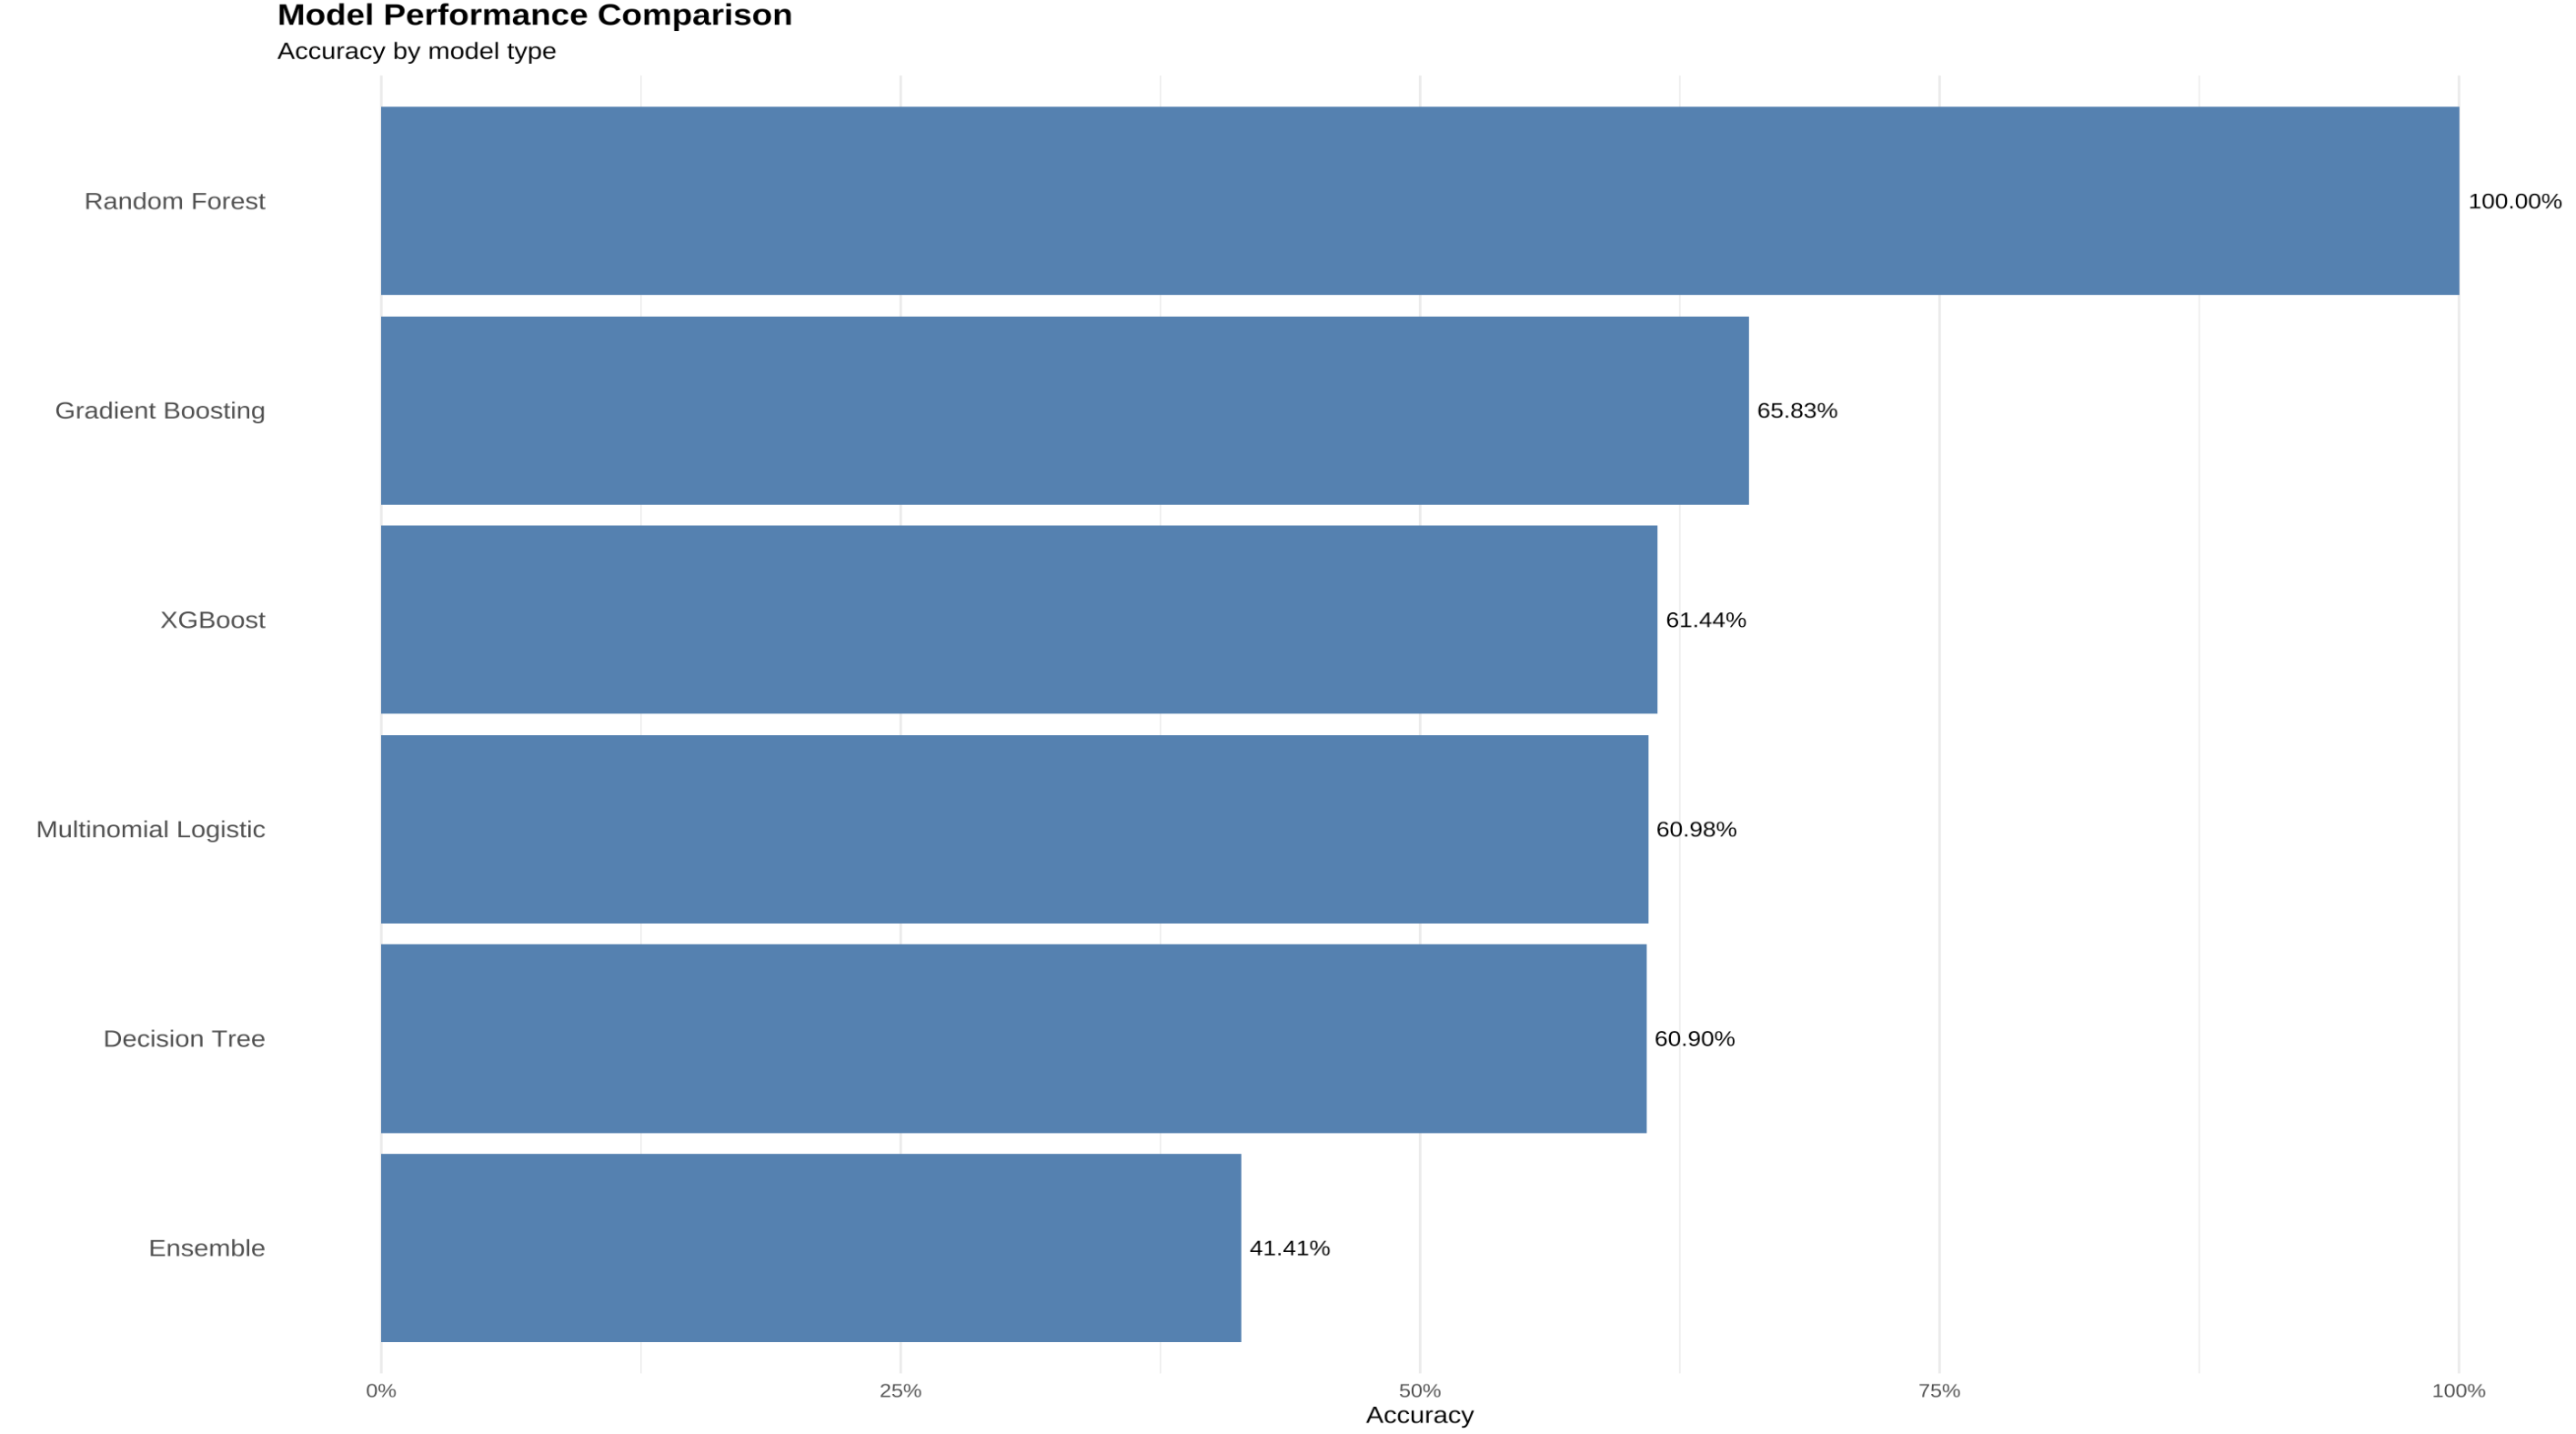 Model Performance Comparison
Accuracy by model type
Random Forest
100.00%
Gradient Boosting
65.83%
XGBoost
61.44%
Multinomial Logistic
60.98%
Decision Tree
60.90%
Ensemble
41.41%
0% 25% 50% 75% 100%
Accuracy